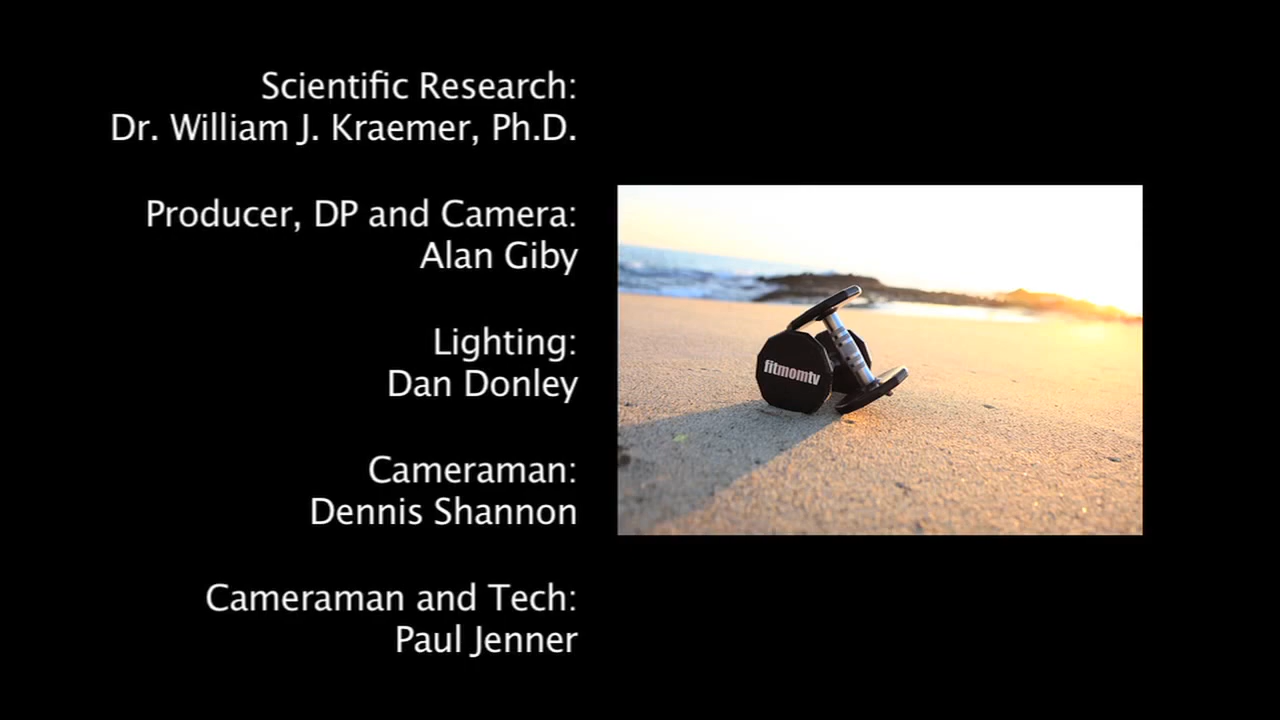 Scientific Research:
Dr. William J. Kraemer, Ph.D.
Producer, DP and Camera:
Alan Giby
Lighting:
Dan Donley
Cameraman:
Dennis Shannon
Cameraman and Tech:
Paul Jenner
fitmomtv